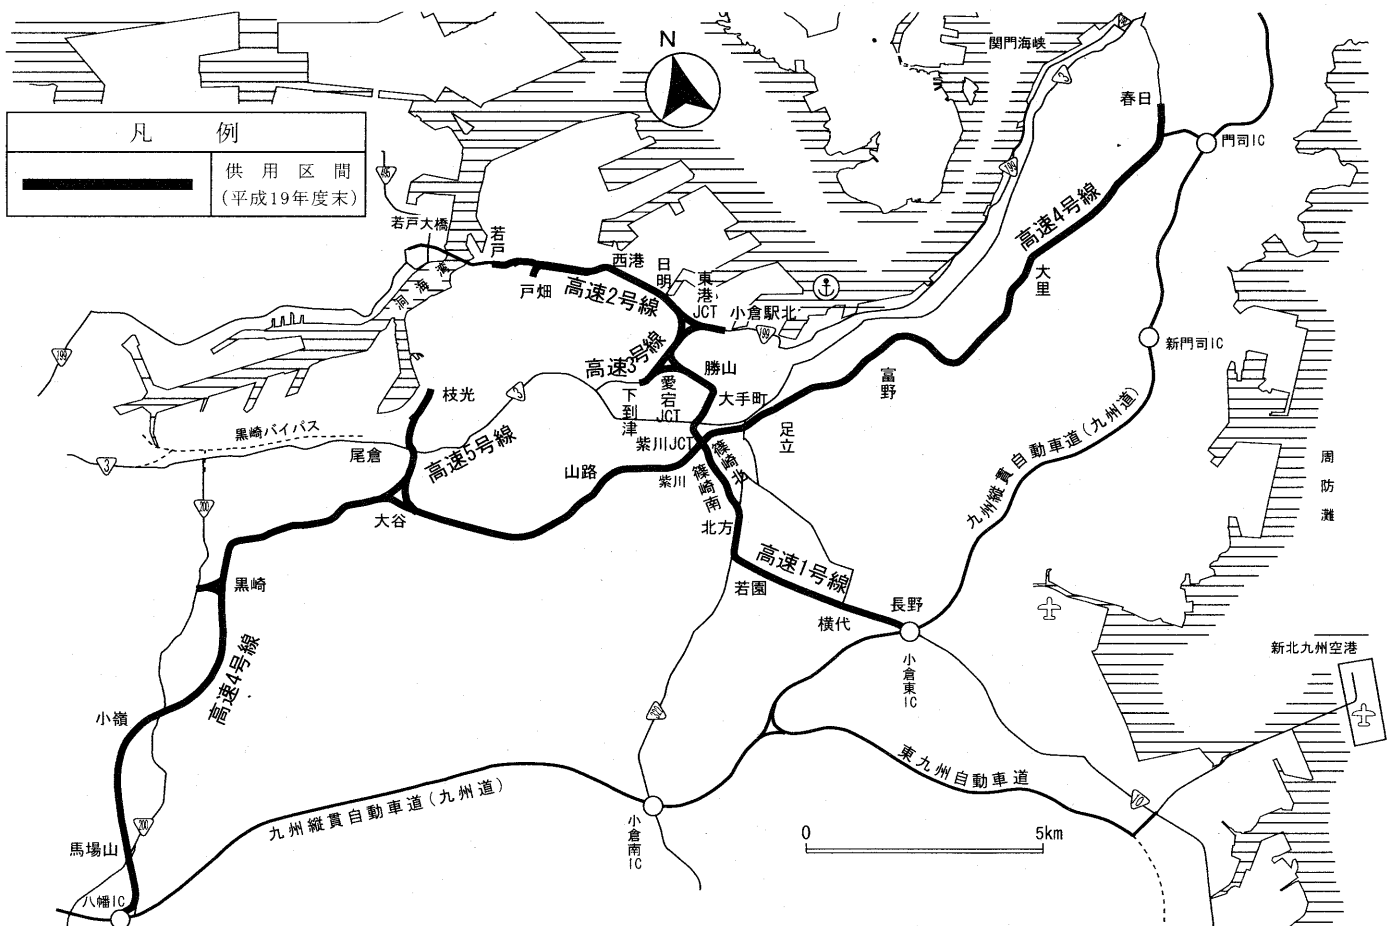 凡例
供用区間
(平成19年度末)
N
関門海峡
3
春日
門司IC
199
495
若戸大橋
若戸
洞海湾
戸畑
西港
日明
東港JCT
小倉駅北
高速2号線
高速3号線
高速4号線
大里
199
199
新門司IC
勝山
愛宕JCT
下到津
大手町
富野
足立
枝光
3
黒崎バイパス
尾倉
高速5号線
3
紫川JCT
篠崎北
篠崎南
紫川
山路
大谷
200
北方
高速1号線
若園
横代
長野
小倉東IC
九州縦貫自動車道(九州道)
周防灘
黒崎
高速4号線
小嶺
新北九州空港
322
東九州自動車道
10
九州縦貫自動車道(九州道)
小倉南IC
200
馬場山
八幡IC
0
5km